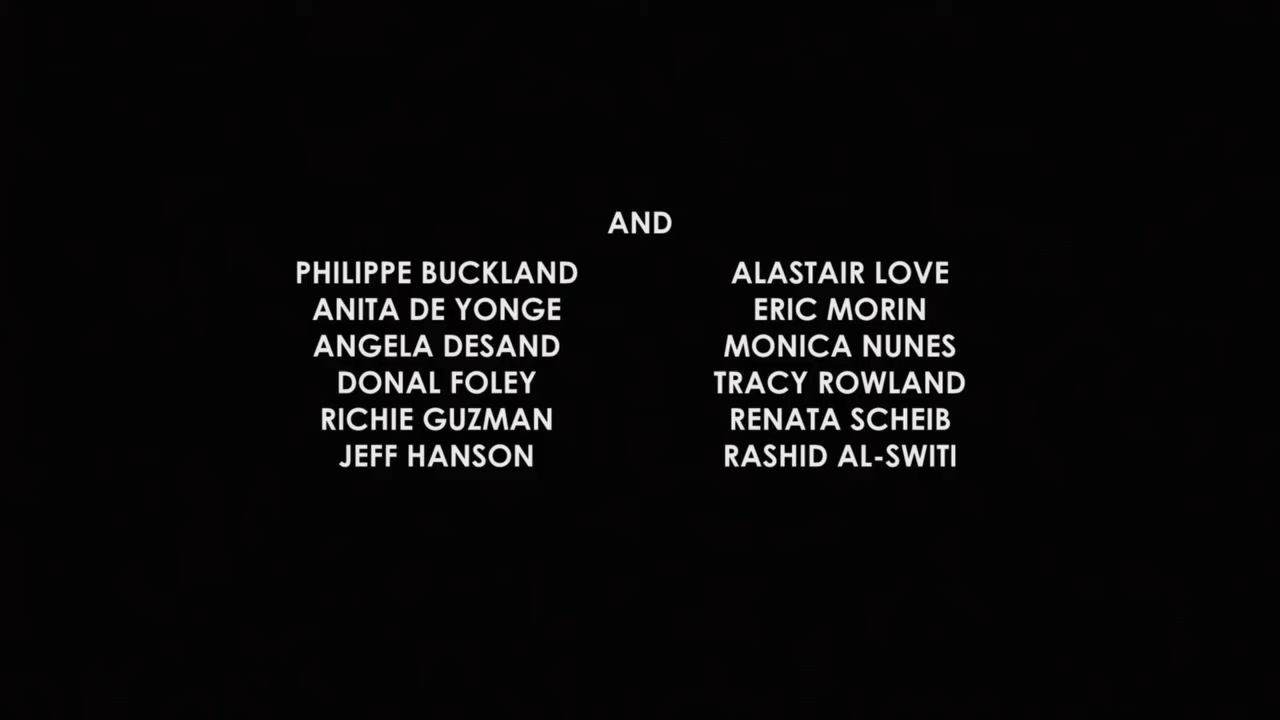 AND
PHILIPPE BUCKLAND
ANITA DE YONGE
ANGELA DESAND
DONAL FOLEY
RICHIE GUZMAN
JEFF HANSON
ALASTAIR LOVE
ERIC MORIN
MONICA NUNES
TRACY ROWLAND
RENATA SCHEIB
RASHID AL-SWITI